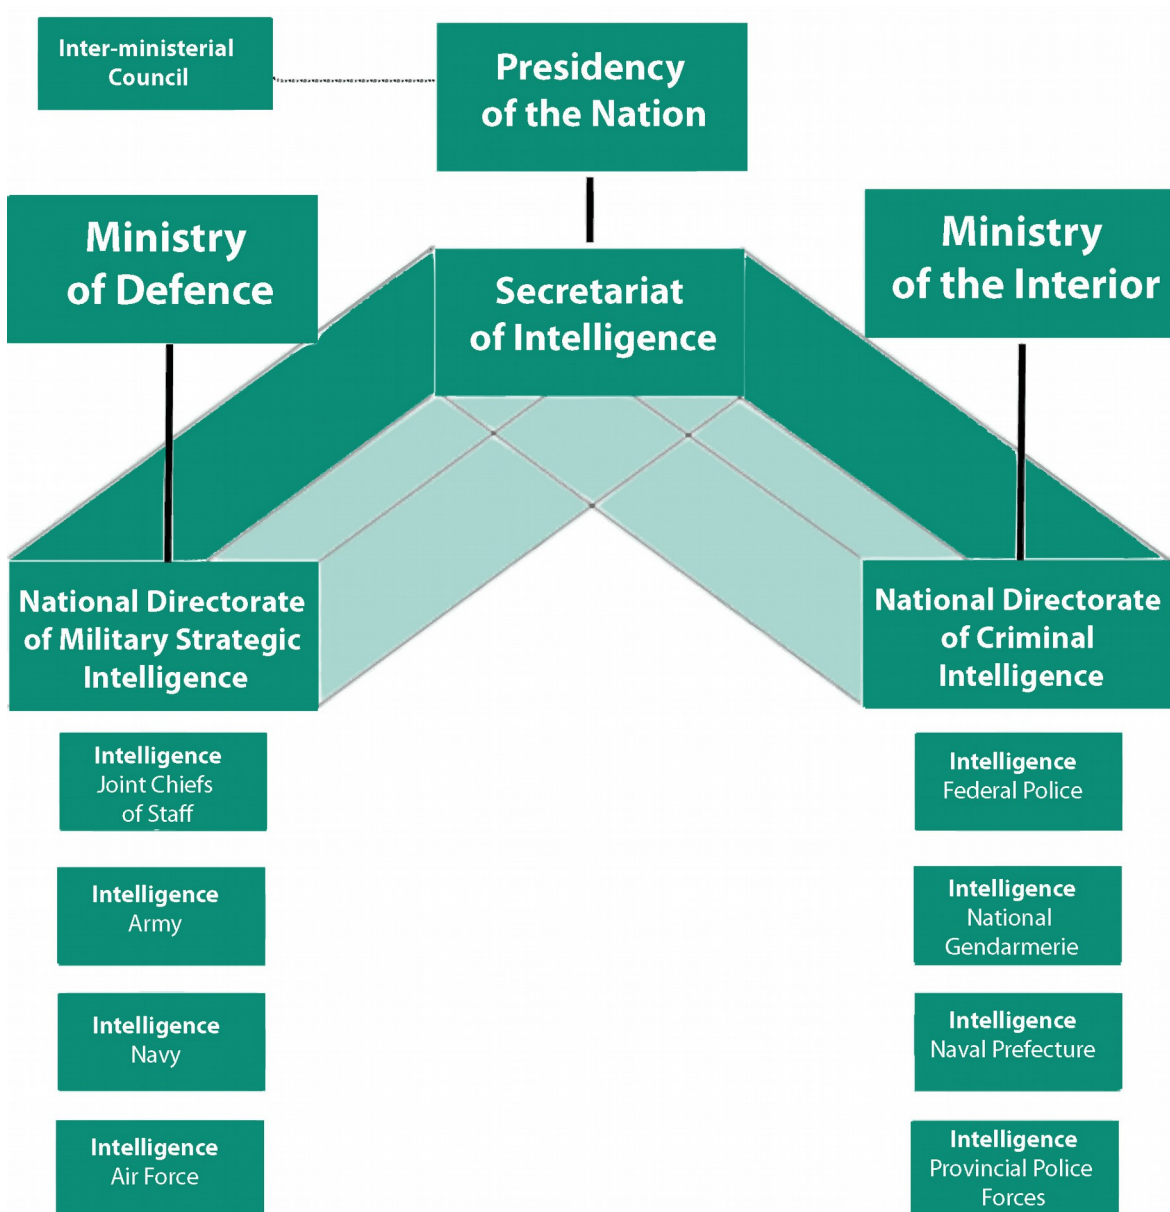 Inter-ministerial
Council
Presidency
of the Nation
Ministry
of Defence
Secretariat
of Intelligence
Ministry
of the Interior
National Directorate
of Military Strategic
Intelligence
National Directorate
of Criminal
Intelligence
Intelligence
Joint Chiefs
of Staff
Intelligence
Federal Police
Intelligence
Army
Intelligence
National
Gendarmerie
Intelligence
Navy
Intelligence
Naval Prefecture
Intelligence
Air Force
Intelligence
Provincial Police
Forces